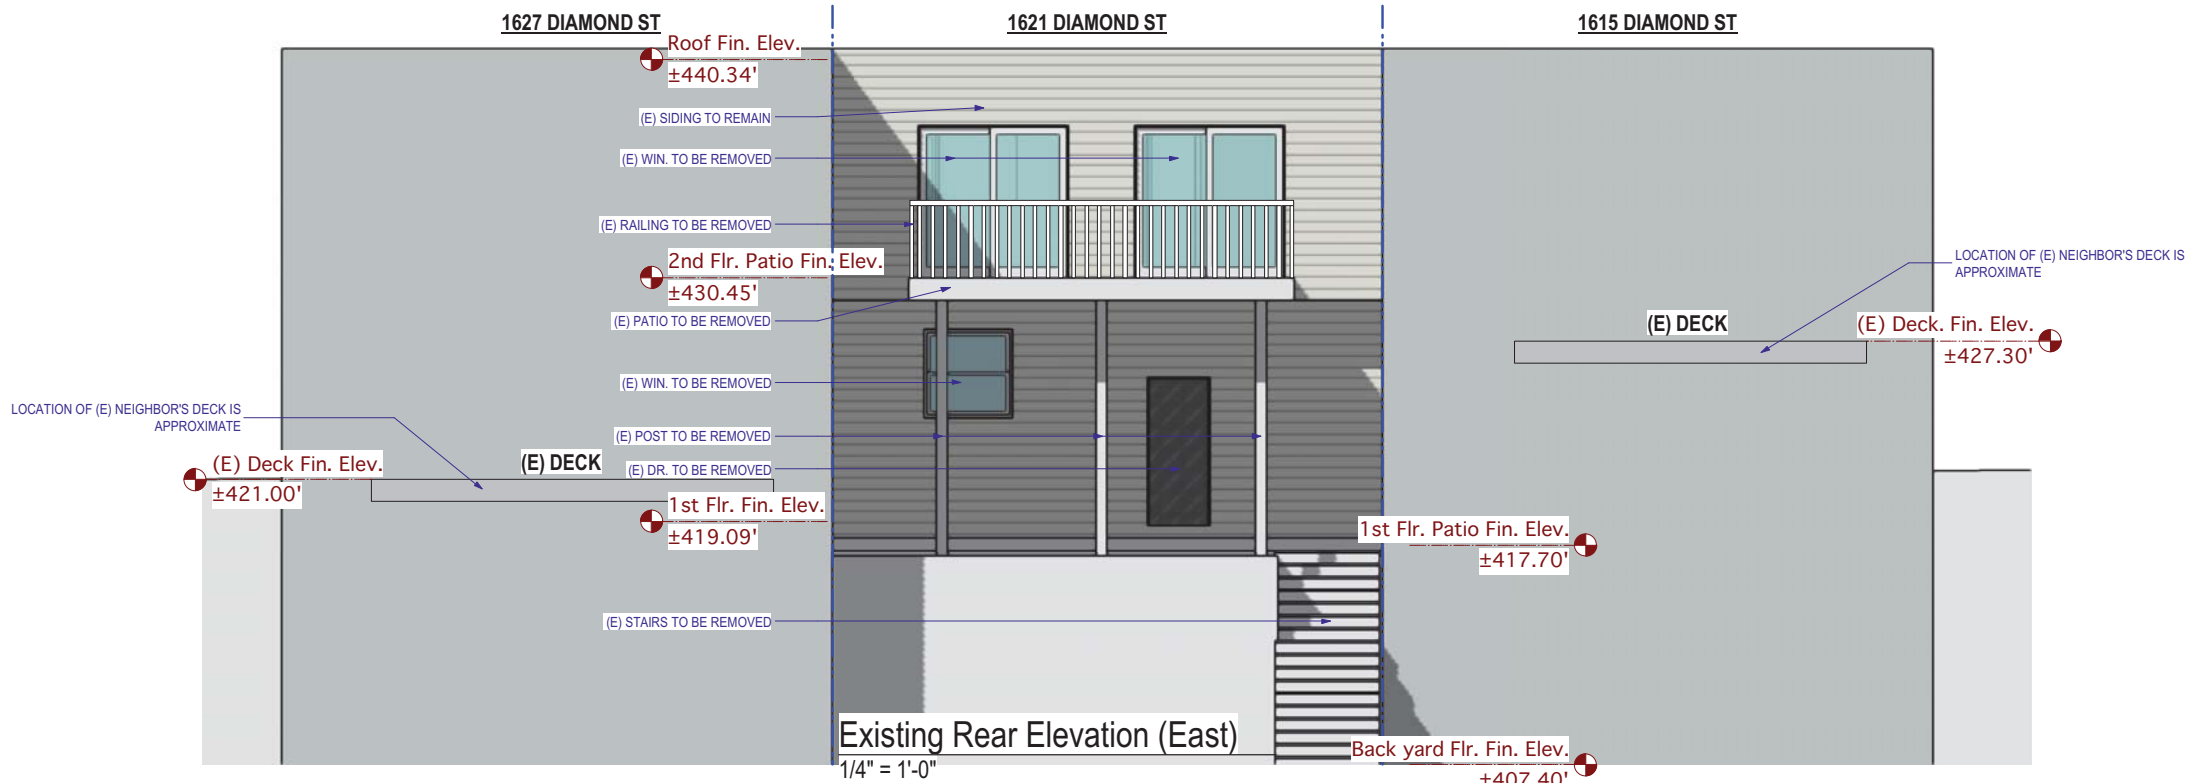 1627 DIAMOND ST
1621 DIAMOND ST
1615 DIAMOND ST
Roof Fin. Elev.
±440.34'
(E) SIDING TO REMAIN
(E) WIN. TO BE REMOVED
(E) RAILING TO BE REMOVED
2nd Flr. Patio Fin. Elev.
±430.45'
(E) PATIO TO BE REMOVED
(E) WIN. TO BE REMOVED
(E) POST TO BE REMOVED
(E) DR. TO BE REMOVED
LOCATION OF (E) NEIGHBOR'S DECK IS
APPROXIMATE
(E) Deck Fin. Elev.
±421.00'
(E) DECK
1st Flr. Fin. Elev.
±419.09'
(E) STAIRS TO BE REMOVED
LOCATION OF (E) NEIGHBOR'S DECK IS
APPROXIMATE
(E) DECK
(E) Deck. Fin. Elev.
±427.30'
1st Flr. Patio Fin. Elev.
±417.70'
Existing Rear Elevation (East)
1/4" = 1'-0"
Back yard Flr. Fin. Elev.
±407.40'